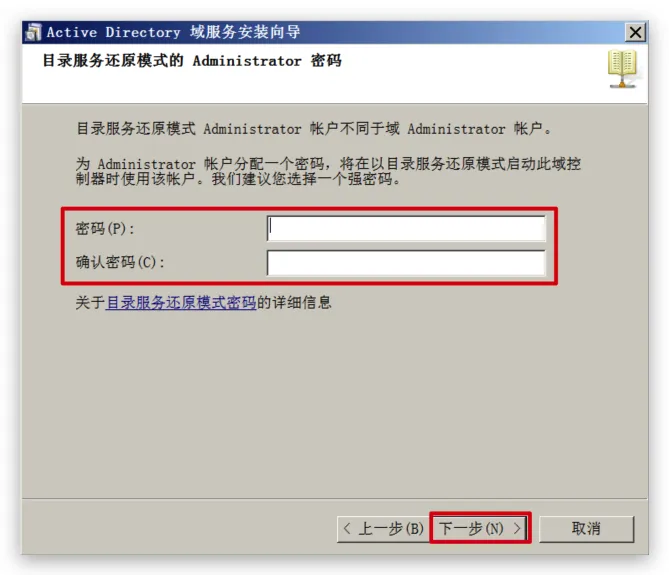 Active Directory 域服务安装向导
目录服务还原模式的 Administrator 密码
目录服务还原模式 Administrator 帐户不同于域 Administrator 帐户。
为 Administrator 帐户分配一个密码，将在以目录服务还原模式启动此域控
制器时使用该帐户。我们建议您选择一个强密码。
密码(P):
确认密码(C):
关于目录服务还原模式密码的详细信息
< 上一步(B)
下一步(N) >
取消